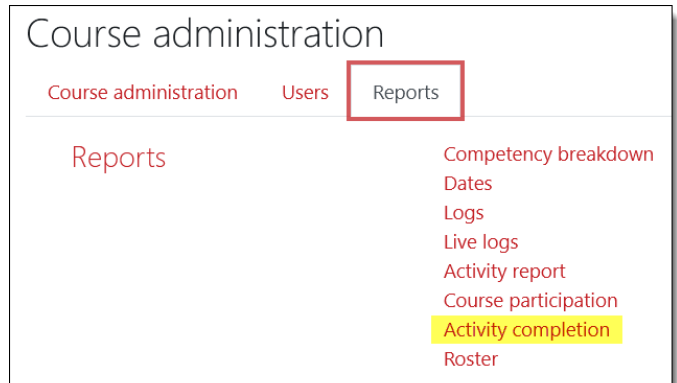 Course administration
Course administration Users Reports
Reports
Competency breakdown
Dates
Logs
Live logs
Activity report
Course participation
Activity completion
Roster